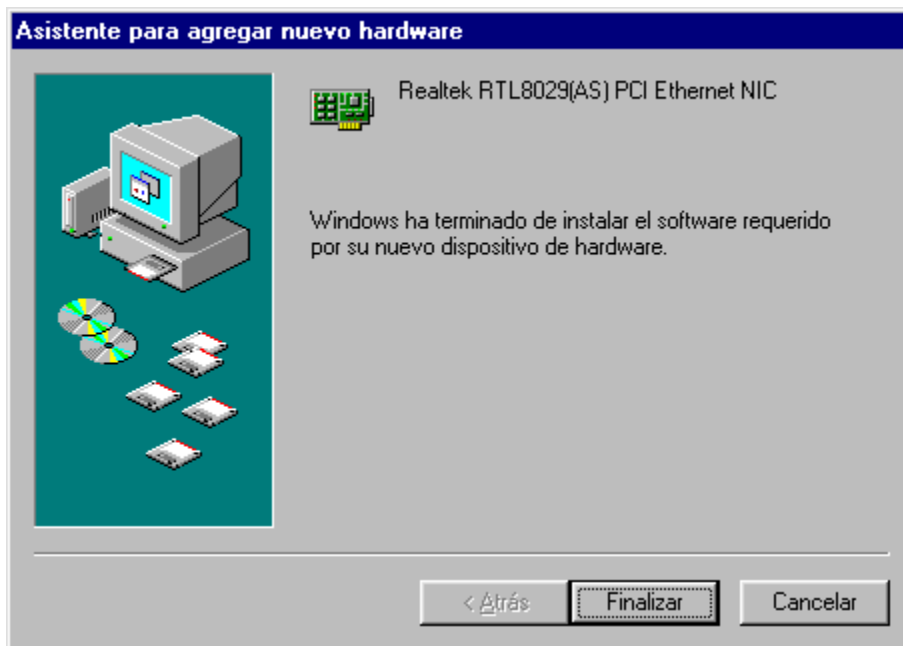 Asistente para agregar nuevo hardware
Realtek RTL8029(AS) PCI Ethernet NIC
Windows ha terminado de instalar el software requerido
por su nuevo dispositivo de hardware.
< Atrás
Finalizar
Cancelar